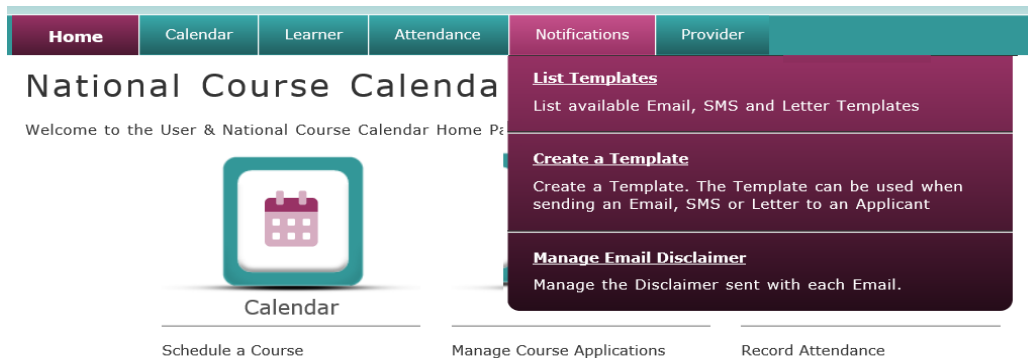 Home Calendar Learner Attendance Notifications Provider
National Course Calenda
List Templates
List available Email, SMS and Letter Templates
Welcome to the User & National Course Calendar Home Pa
Create a Template
Create a Template. The Template can be used when
sending an Email, SMS or Letter to an Applicant
Manage Email Disclaimer
Manage the Disclaimer sent with each Email.
Calendar
Schedule a Course
Manage Course Applications
Record Attendance